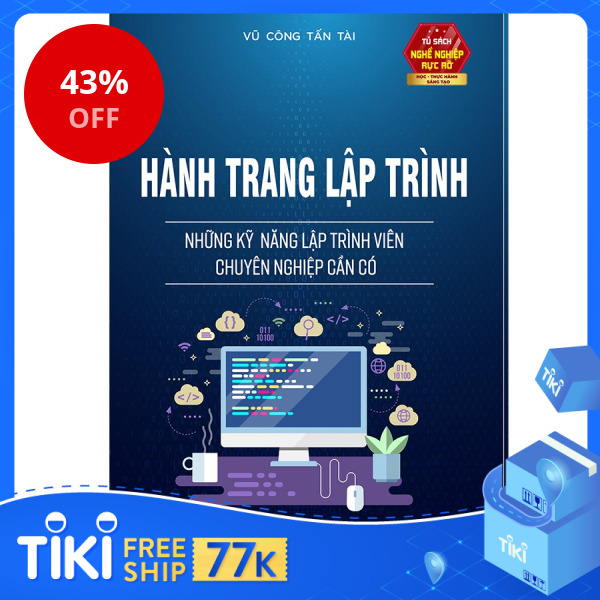 VŨ CÔNG TẤN TÀI
TỦ SÁCH
NGHỀ NGHIỆP
RỰC RỠ
HỌC - THỰC HÀNH
SÁNG TẠO
43%
OFF
HÀNH TRANG LẬP TRÌNH
NHỮNG KỸ NĂNG LẬP TRÌNH VIÊN
CHUYÊN NGHIỆP CẦN CÓ
{}
</>
011
10100
011
10100
</>
TIKI
TIKI
FREE
SHIP
77K
TIKI